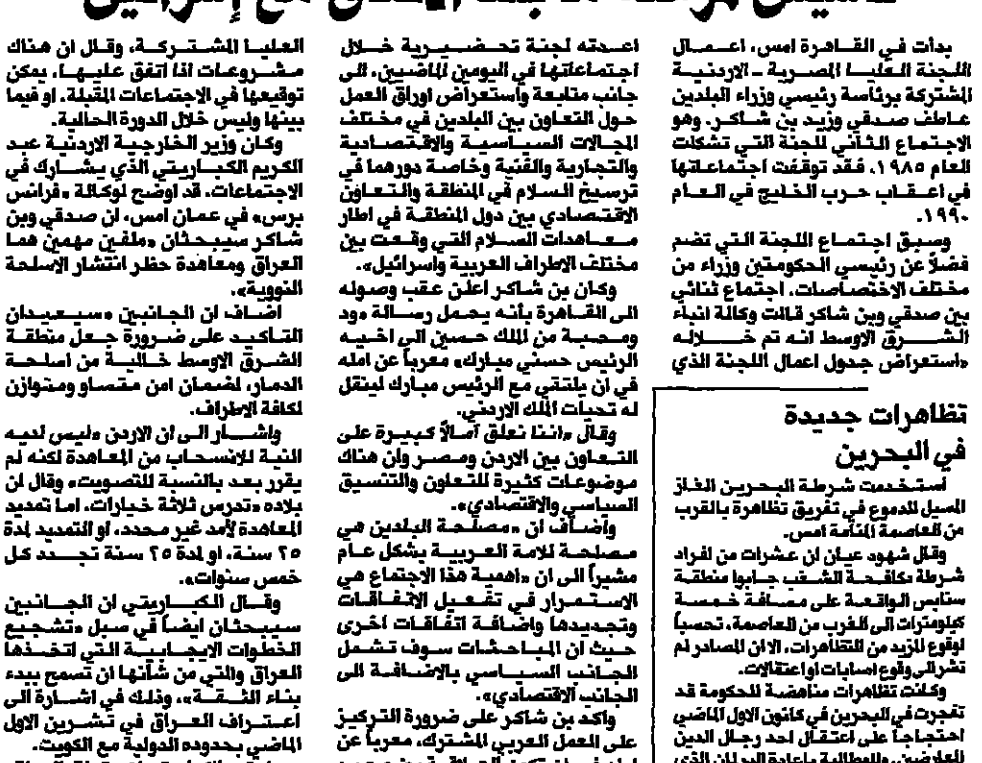 بدأت في القاهرة امس، اعمال
اللجنة العليا المصرية - الاردنية
المشتركة برئاسة رئيسي وزراء البلدين
عاطف صدقي وزيد بن شاكر. وهو
الاجتماع الثاني للجنة التي تشكلت
العام ١٩٨٥، فقد توقفت اجتماعاتها
في اعقاب حرب الخليج في العام
١٩٩٠.
وسبق اجتماع اللجنة التي تضم
فضلاً عن رئيسي الحكومتين وزراء من
مختلف الاختصاصات، اجتماع ثنائي
بين صدقي وبن شاكر قالت وكالة انباء
الشرق الاوسط انه تم خلاله
«استعراض جدول اعمال اللجنة الذي
اعدته لجنة تحضيرية خلال
اجتماعاتها في اليومين الماضيين، الى
جانب متابعة واستعراض اوراق العمل
حول التعاون بين البلدين في مختلف
المجالات السياسية والاقتصادية
والتجارية والفنية وخاصة دورهما في
ترسيخ السلام في المنطقة والتعاون
الاقتصادي بين دول المنطقة في اطار
معاهدات السلام التي وقعت بين
مختلف الاطراف العربية واسرائيل».
وكان بن شاكر اعلن عقب وصوله
الى القاهرة بأنه يحمل رسالة «ود
ومحبة من الملك حسين الى اخيه
الرئيس حسني مبارك» معرباً عن امله
في ان يلتقي مع الرئيس مبارك لينقل
له تحيات الملك الاردني.
وقال «اننا نعلق آمالاً كبيرة على
التعاون بين الاردن ومصر وان هناك
موضوعات كثيرة للتعاون والتنسيق
السياسي والاقتصادي».
وأضاف ان «مصلحة البلدين هي
مصلحة للامة العربية بشكل عام
مشيراً الى ان «اهمية هذا الاجتماع هي
الاستمرار في تفعيل الاتفاقات
وتجديدها واضافة اتفاقات اخرى
حيث ان المباحثات سوف تشمل
الجانب السياسي بالاضافة الى
الجانب الاقتصادي».
واكد بن شاكر على ضرورة التركيز
على العمل العربي المشترك، معرباً عن
العليا المشتركة، وقال ان هناك
مشروعات اذا اتفق عليها، يمكن
توقيعها في الاجتماعات المقبلة، او فيما
بينها وليس خلال الدورة الحالية.
وكان وزير الخارجية الاردنية عبد
الكريم الكباريتي الذي يشارك في
الاجتماعات، قد اوضح لوكالة «فرانس
برس» في عمان امس، ان صدقي وبن
شاكر سيبحثان «ملفين مهمين هما
العراق ومعاهدة حظر انتشار الاسلحة
النووية».
اضاف ان الجانبين «سيعيدان
التاكيد على ضرورة جعل منطقة
الشرق الاوسط خالية من اسلحة
الدمار، لضمان امن متساو ومتوازن
لكافة الاطراف.
واشار الى ان الاردن «ليس لديه
النية للانسحاب من المعاهدة لكنه لم
يقرر بعد بالنسبة للتصويت» وقال ان
بلاده «تدرس ثلاثة خيارات، اما تمديد
المعاهدة لأمد غير محدد، او التمديد لمدة
٢٥ سنة، او لمدة ٢٥ سنة تجدد كل
خمس سنوات».
وقال الكباريتي ان الجانبين
سيبحثان ايضاً في سبل «تشجيع
الخطوات الايجابية التي اتخذها
العراق والتي من شأنها ان تسمح ببدء
بناء الثقة»، وذلك في اشارة الى
اعتراف العراق في تشرين الاول
الماضي بحدوده الدولية مع الكويت.
تظاهرات جديدة
في البحرين
استخدمت شرطة البحرين الغاز
المسيل للدموع في تفريق تظاهرة بالقرب
من العاصمة المنامة امس.
وقال شهود عيان ان عشرات من افراد
شرطة مكافحة الشغب جابوا منطقة
سنابس الواقعة على مسافة خمسة
كيلومترات الى الغرب من العاصمة، تحسباً
لوقوع المزيد من التظاهرات، الا ان المصادر لم
تشر الى وقوع اصابات او اعتقالات.
وكانت تظاهرات مناهضة للحكومة قد
تفجرت في البحرين في كانون الاول الماضي
احتجاجاً على اعتقال احد رجال الدين
المعارضين، وللمطالبة باعادة البرلمان الذي